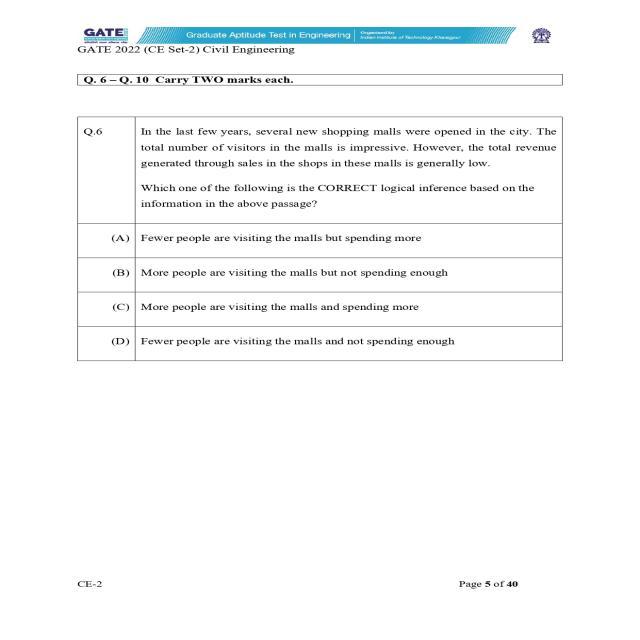 GATE
Graduate Aptitude Test in Engineering
Organised by
Indian Institute of Technology Kharagpur
GATE 2022 (CE Set-2) Civil Engineering
Q. 6 – Q. 10 Carry TWO marks each.
Q.6
In the last few years, several new shopping malls were opened in the city. The
total number of visitors in the malls is impressive. However, the total revenue
generated through sales in the shops in these malls is generally low.
Which one of the following is the CORRECT logical inference based on the
information in the above passage?
(A) Fewer people are visiting the malls but spending more
(B) More people are visiting the malls but not spending enough
(C) More people are visiting the malls and spending more
(D) Fewer people are visiting the malls and not spending enough
CE-2
Page 5 of 40